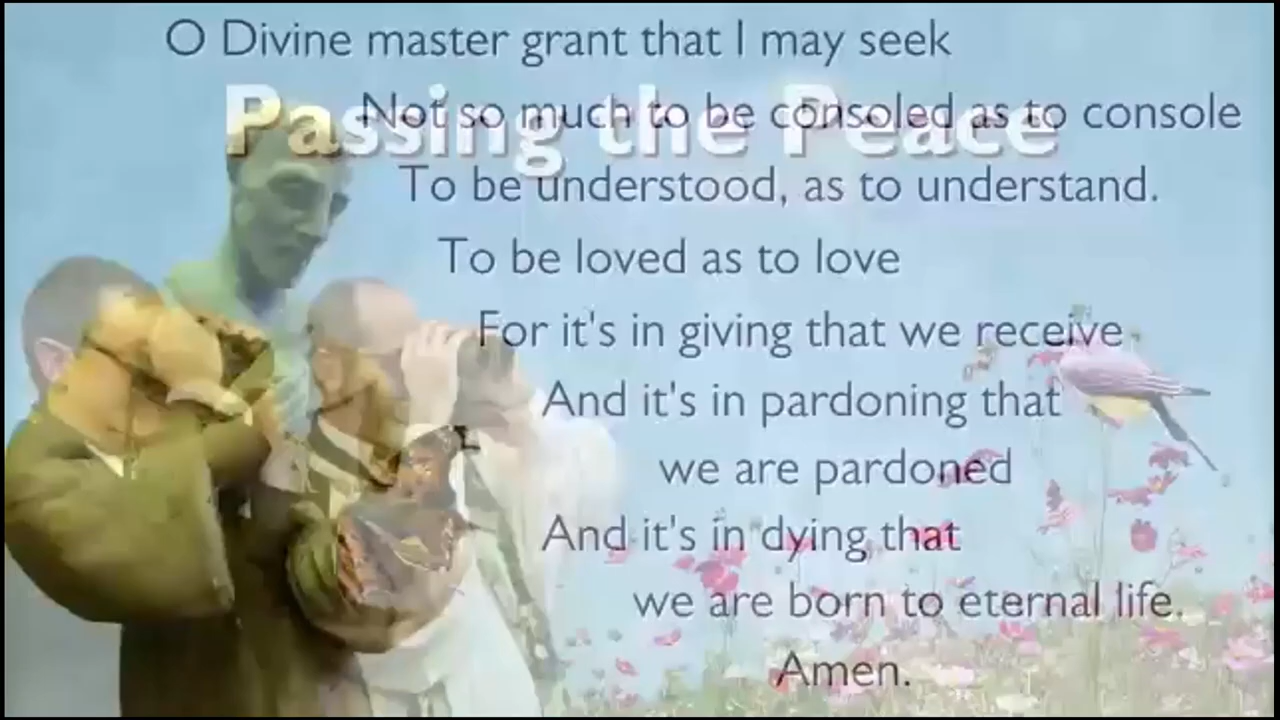 O Divine master grant that I may seek
Passing the Peace
Not so much to be consoled as to console
To be understood, as to understand.
To be loved as to love
For it's in giving that we receive
And it's in pardoning that
we are pardoned
And it's in dying that
we are born to eternal life.
Amen.